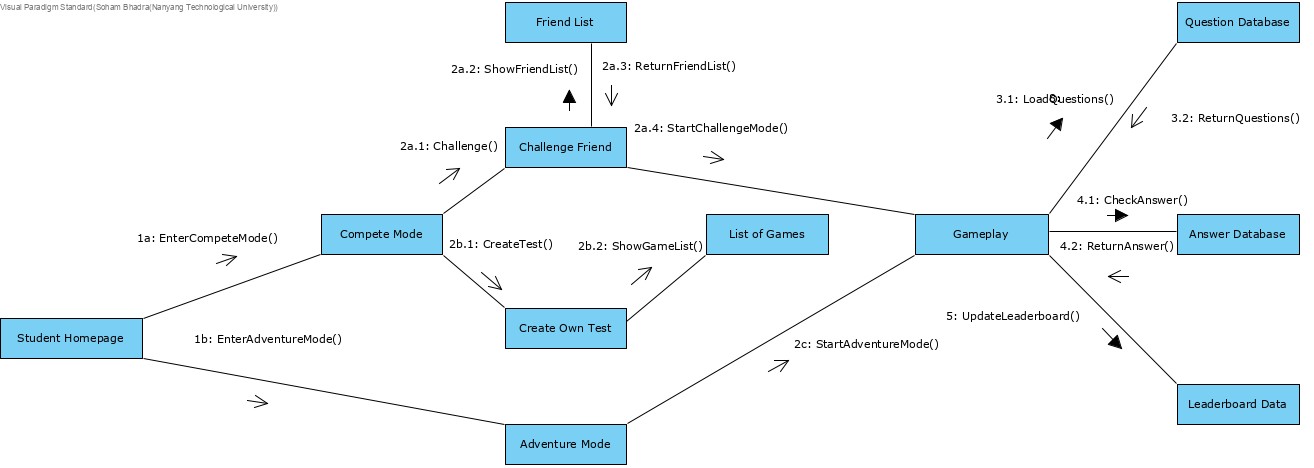 Visual Paradigm Standard(Soham Bhadra(Nanyang Technological University))
Friend List
Question Database
2a.2: ShowFriendList()
2a.3: ReturnFriendList()
3.1: LoadQuestions()
3.2: ReturnQuestions()
2a.4: StartChallengeMode()
2a.1: Challenge()
Challenge Friend
4.1: CheckAnswer()
Compete Mode
List of Games
Gameplay
Answer Database
1a: EnterCompeteMode()
2b.1: CreateTest()
2b.2: ShowGameList()
4.2: ReturnAnswer()
5: UpdateLeaderboard()
Student Homepage
Create Own Test
1b: EnterAdventureMode()
2c: StartAdventureMode()
Leaderboard Data
Adventure Mode